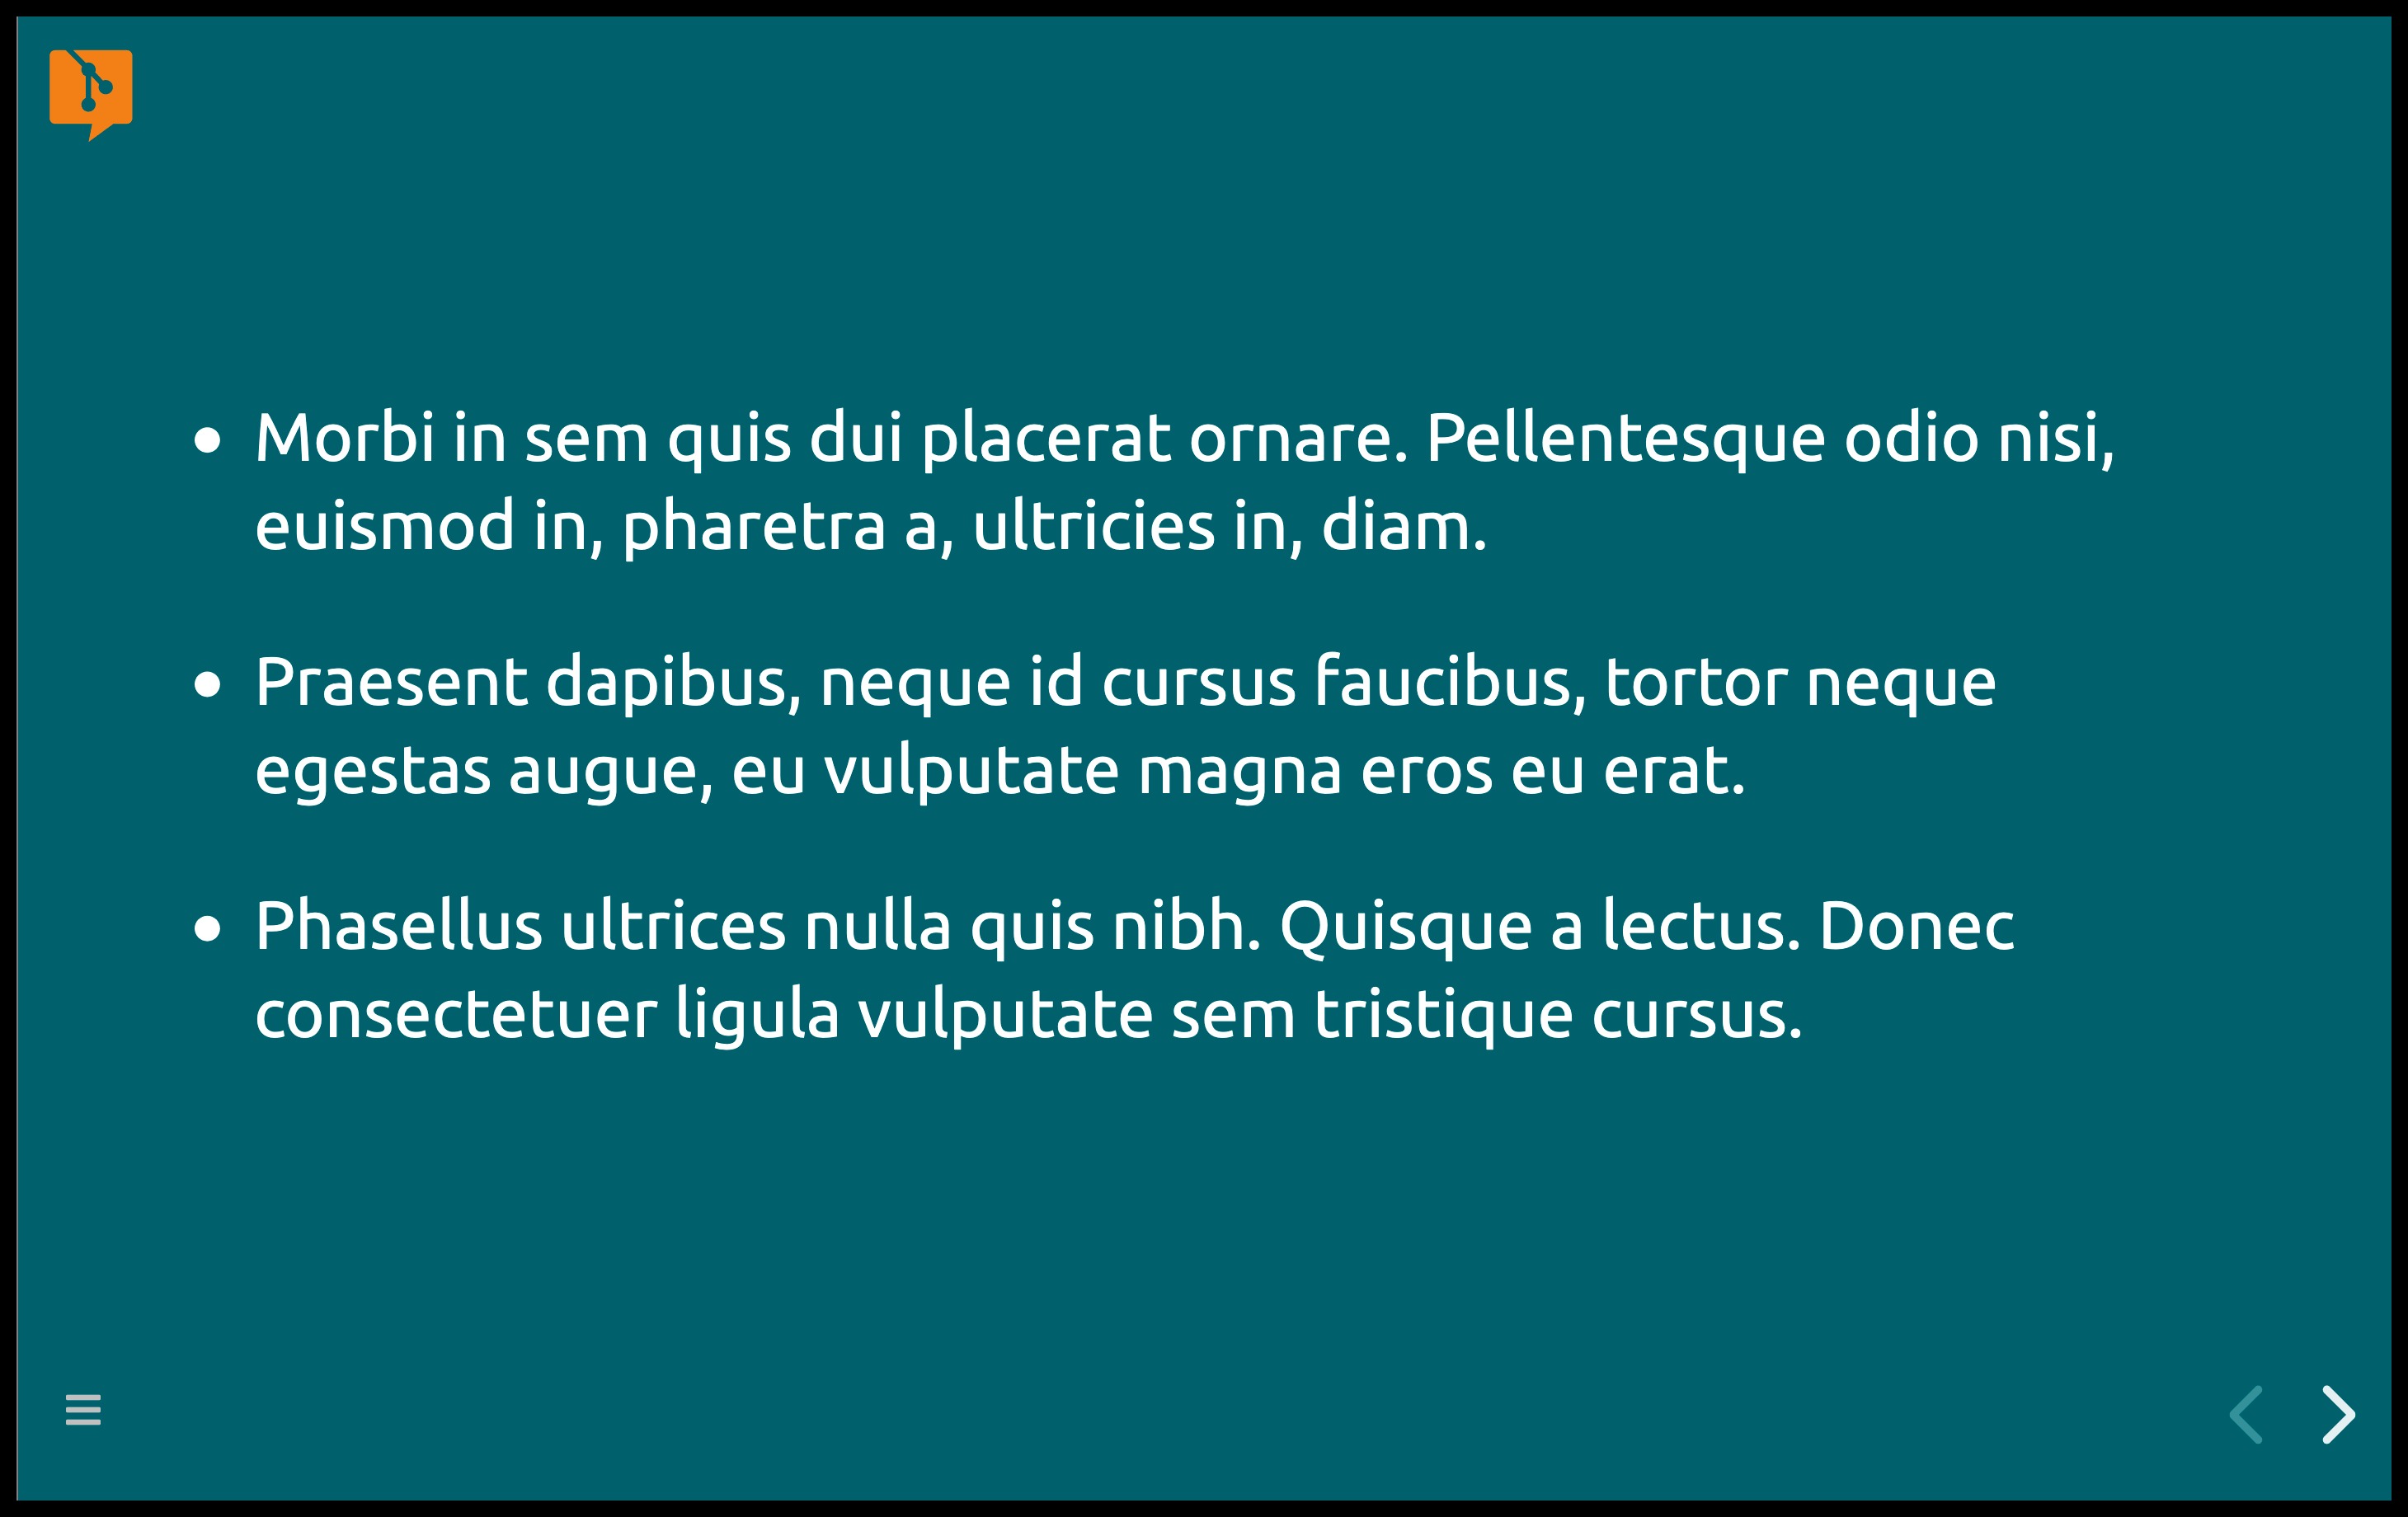 Morbi in sem quis dui placerat ornare. Pellentesque odio nisi,
euismod in, pharetra a, ultricies in, diam.
Praesent dapibus, neque id cursus faucibus, tortor neque
egestas augue, eu vulputate magna eros eu erat.
Phasellus ultrices nulla quis nibh. Quisque a lectus. Donec
consectetuer ligula vulputate sem tristique cursus.